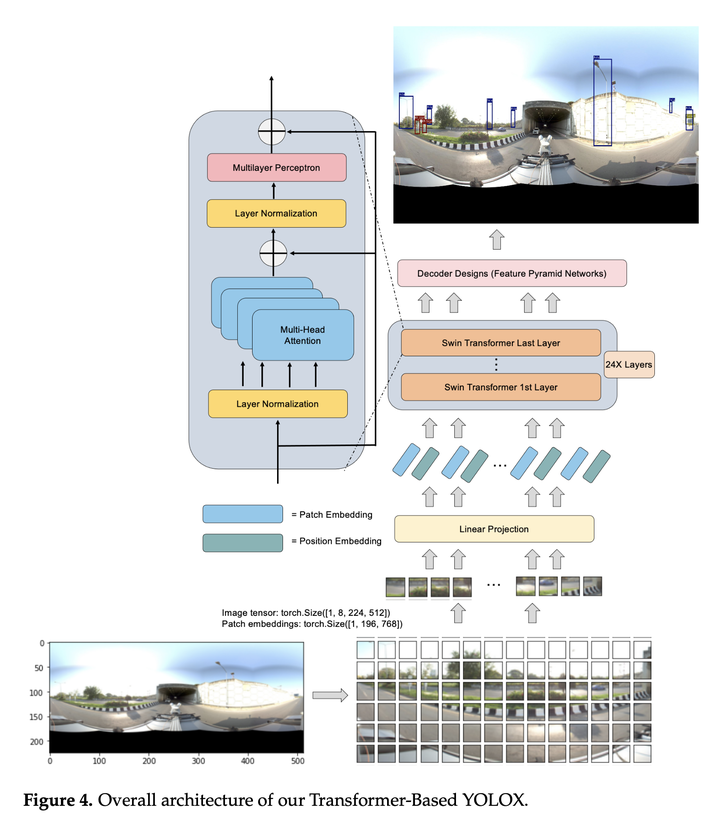 Multilayer Perceptron
Layer Normalization
Multi-Head
Attention
Layer Normalization
Decoder Designs (Feature Pyramid Networks)
Swin Transformer Last Layer
24X Layers
Swin Transformer 1st Layer
...
= Patch Embedding
= Position Embedding
Linear Projection
...
Image tensor: torch.Size([1, 8, 224, 512])
Patch embeddings: torch.Size([1, 196, 768])
0
50
100
150
200
0 100 200 300 400 500
Figure 4. Overall architecture of our Transformer-Based YOLOX.